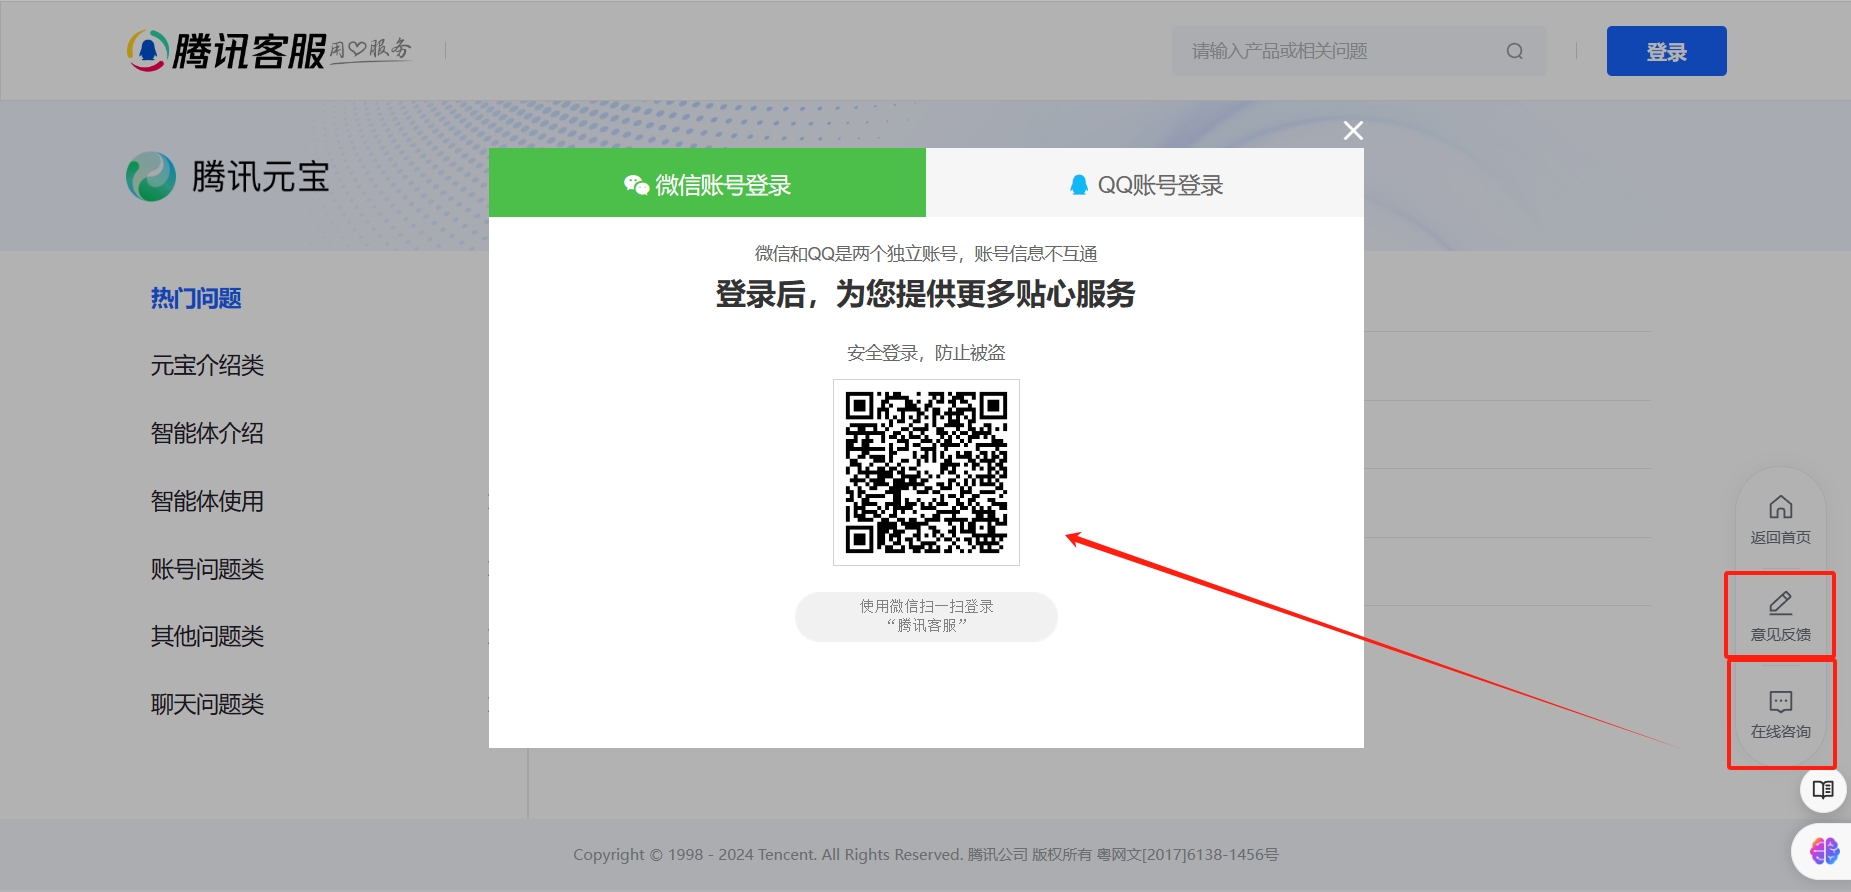 腾讯客服 用♡服务
请输入产品或相关问题
登录
腾讯元宝
微信账号登录
QQ账号登录
微信和QQ是两个独立账号，账号信息不互通
登录后，为您提供更多贴心服务
安全登录，防止被盗
使用微信扫一扫登录
“腾讯客服”
热门问题
元宝介绍类
智能体介绍
智能体使用
账号问题类
其他问题类
聊天问题类
返回首页
意见反馈
在线咨询
Copyright © 1998 - 2024 Tencent. All Rights Reserved. 腾讯公司 版权所有 粤网文[2017]6138-1456号